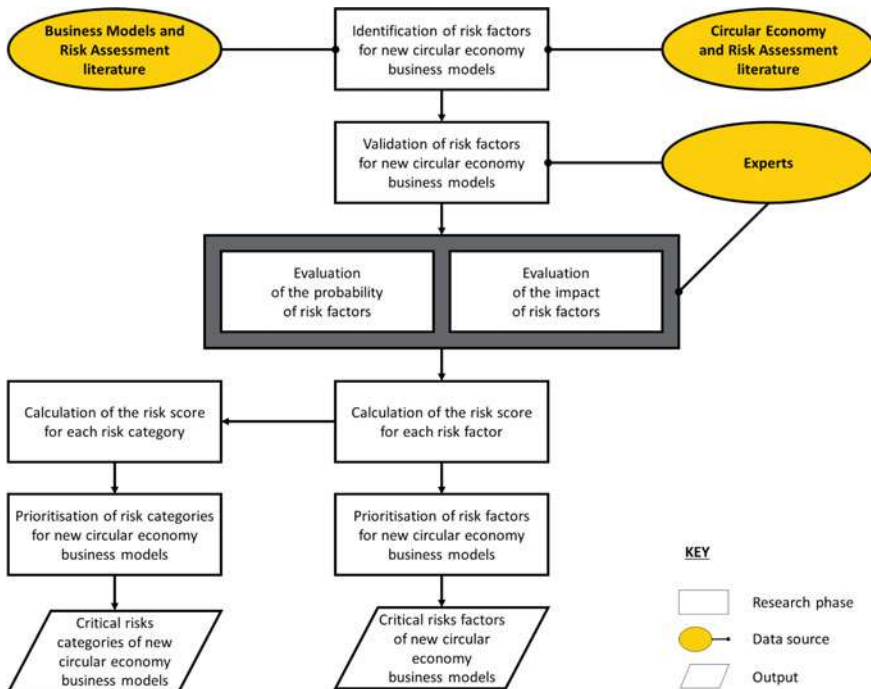 Business Models and
Risk Assessment
literature
Identification of risk factors
for new circular economy
business models
Circular Economy
and Risk Assessment
literature
Validation of risk factors
for new circular economy
business models
Experts
Evaluation
of the probability
of risk factors
Evaluation
of the impact
of risk factors
Calculation of the risk score
for each risk category
Calculation of the risk score
for each risk factor
Prioritisation of risk categories
for new circular economy
business models
Prioritisation of risk factors
for new circular economy
business models
Critical risks
categories of new
circular economy
business models
Critical risks factors
of new circular
economy
business models
KEY
Research phase
Data source
Output